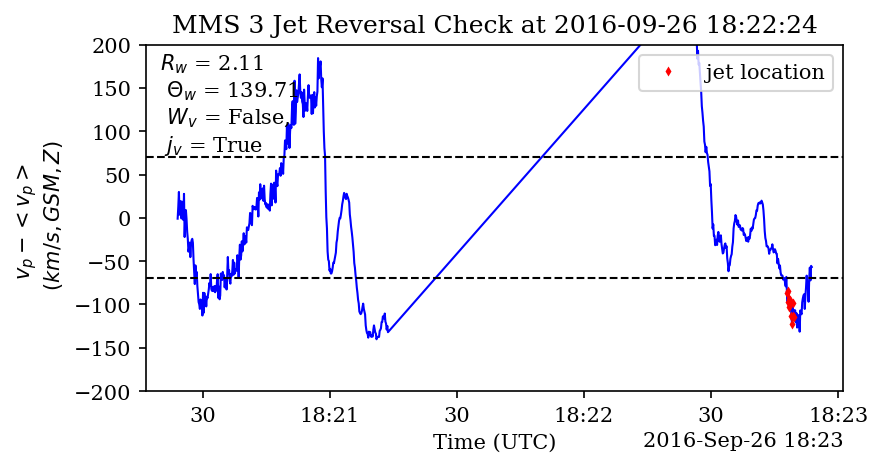 MMS 3 Jet Reversal Check at 2016-09-26 18:22:24
R_w = 2.11
Θ_w = 139.71
W_v = False
j_v = True
jet location
v_p − < v_p >
(km/s, GSM, Z)
200
150
100
50
0
−50
−100
−150
−200
30
18:21
30
18:22
30
18:23
Time (UTC)
2016-Sep-26 18:23